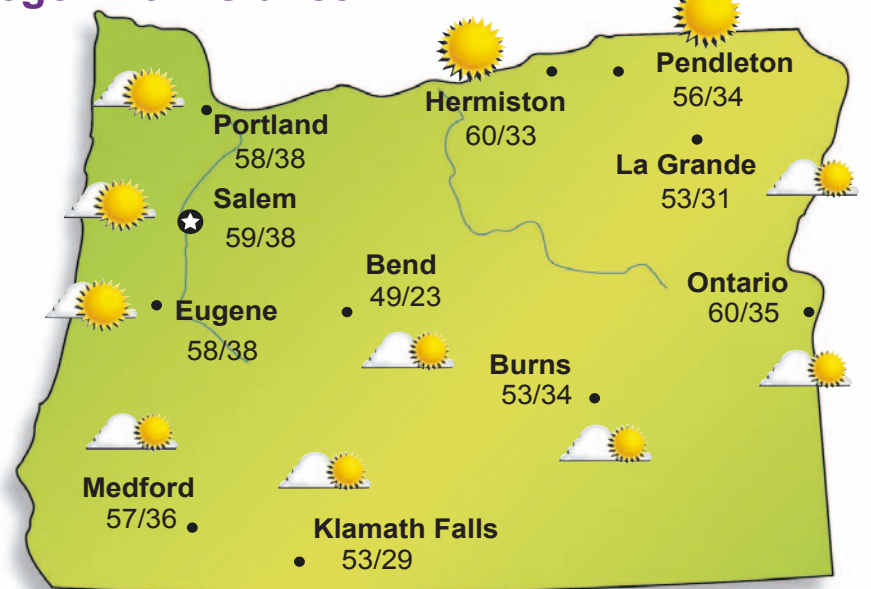 Pendleton
56/34
Hermiston
60/33
Portland
58/38
La Grande
53/31
Salem
59/38
Bend
49/23
Ontario
60/35
Eugene
58/38
Burns
53/34
Medford
57/36
Klamath Falls
53/29